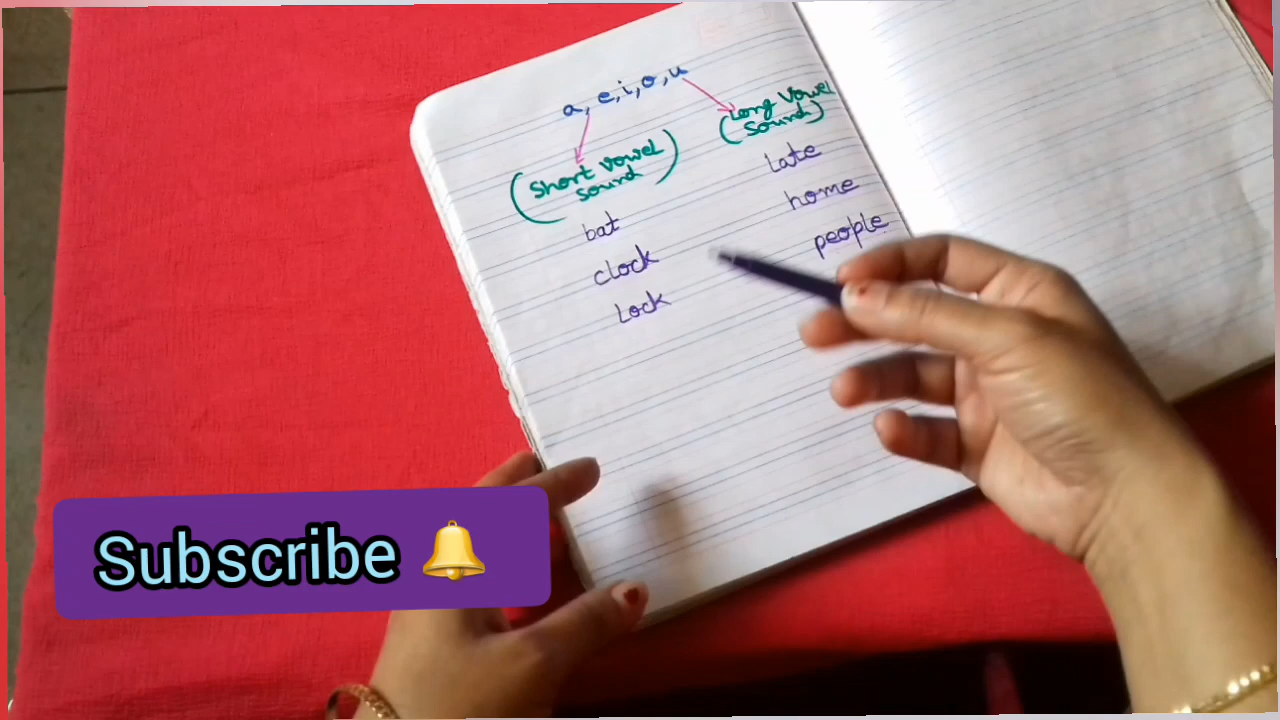 a, e, i, o, u
(Short vowel
sound)
bat
clock
Lock
(Long Vowel
Sound)
late
home
people
Subscribe 🔔